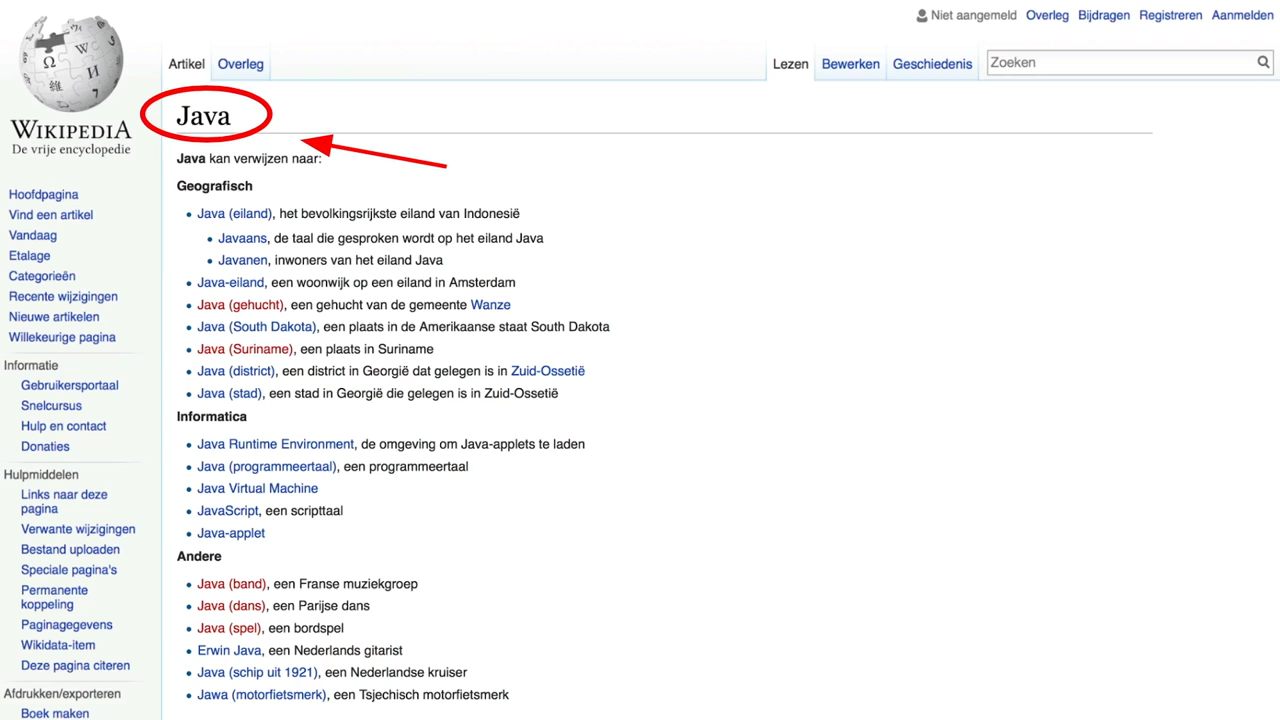 Niet aangemeld Overleg Bijdragen Registreren Aanmelden
Artikel Overleg Lezen Bewerken Geschiedenis Zoeken
WIKIPEDIA
De vrije encyclopedie
Hoofdpagina
Vind een artikel
Vandaag
Etalage
Categorieën
Recente wijzigingen
Nieuwe artikelen
Willekeurige pagina
Informatie
Gebruikersportaal
Snelcursus
Hulp en contact
Donaties
Hulpmiddelen
Links naar deze
pagina
Verwante wijzigingen
Bestand uploaden
Speciale pagina's
Permanente
koppeling
Paginagegevens
Wikidata-item
Deze pagina citeren
Afdrukken/exporteren
Boek maken
Java
Java kan verwijzen naar:
Geografisch
Java (eiland), het bevolkingsrijkste eiland van Indonesië
Javaans, de taal die gesproken wordt op het eiland Java
Javanen, inwoners van het eiland Java
Java-eiland, een woonwijk op een eiland in Amsterdam
Java (gehucht), een gehucht van de gemeente Wanze
Java (South Dakota), een plaats in de Amerikaanse staat South Dakota
Java (Suriname), een plaats in Suriname
Java (district), een district in Georgië dat gelegen is in Zuid-Ossetië
Java (stad), een stad in Georgië die gelegen is in Zuid-Ossetië
Informatica
Java Runtime Environment, de omgeving om Java-applets te laden
Java (programmeertaal), een programmeertaal
Java Virtual Machine
JavaScript, een scripttaal
Java-applet
Andere
Java (band), een Franse muziekgroep
Java (dans), een Parijse dans
Java (spel), een bordspel
Erwin Java, een Nederlands gitarist
Java (schip uit 1921), een Nederlandse kruiser
Jawa (motorfietsmerk), een Tsjechisch motorfietsmerk